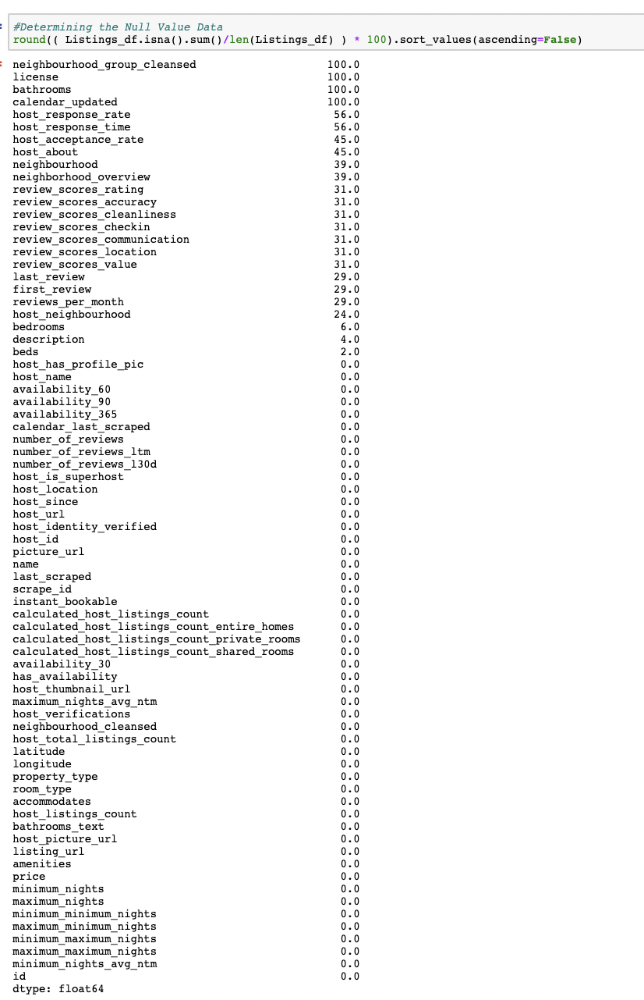 #Determining the Null Value Data
round(( Listings_df.isna().sum()/len(Listings_df) ) * 100).sort_values(ascending=False)
neighbourhood_group_cleansed 100.0
license 100.0
bathrooms 100.0
calendar_updated 100.0
host_response_rate 56.0
host_response_time 56.0
host_acceptance_rate 45.0
host_about 45.0
neighbourhood 39.0
neighborhood_overview 39.0
review_scores_rating 31.0
review_scores_accuracy 31.0
review_scores_cleanliness 31.0
review_scores_checkin 31.0
review_scores_communication 31.0
review_scores_location 31.0
review_scores_value 31.0
last_review 29.0
first_review 29.0
reviews_per_month 29.0
host_neighbourhood 24.0
bedrooms 6.0
description 4.0
beds 2.0
host_has_profile_pic 0.0
host_name 0.0
availability_60 0.0
availability_90 0.0
availability_365 0.0
calendar_last_scraped 0.0
number_of_reviews 0.0
number_of_reviews_ltm 0.0
number_of_reviews_l30d 0.0
host_is_superhost 0.0
host_location 0.0
host_since 0.0
host_url 0.0
host_identity_verified 0.0
host_id 0.0
picture_url 0.0
name 0.0
last_scraped 0.0
scrape_id 0.0
instant_bookable 0.0
calculated_host_listings_count 0.0
calculated_host_listings_count_entire_homes 0.0
calculated_host_listings_count_private_rooms 0.0
calculated_host_listings_count_shared_rooms 0.0
availability_30 0.0
has_availability 0.0
host_thumbnail_url 0.0
maximum_nights_avg_ntm 0.0
host_verifications 0.0
neighbourhood_cleansed 0.0
host_total_listings_count 0.0
latitude 0.0
longitude 0.0
property_type 0.0
room_type 0.0
accommodates 0.0
host_listings_count 0.0
bathrooms_text 0.0
host_picture_url 0.0
listing_url 0.0
amenities 0.0
price 0.0
minimum_nights 0.0
maximum_nights 0.0
minimum_minimum_nights 0.0
maximum_minimum_nights 0.0
minimum_maximum_nights 0.0
maximum_maximum_nights 0.0
minimum_nights_avg_ntm 0.0
id 0.0
dtype: float64